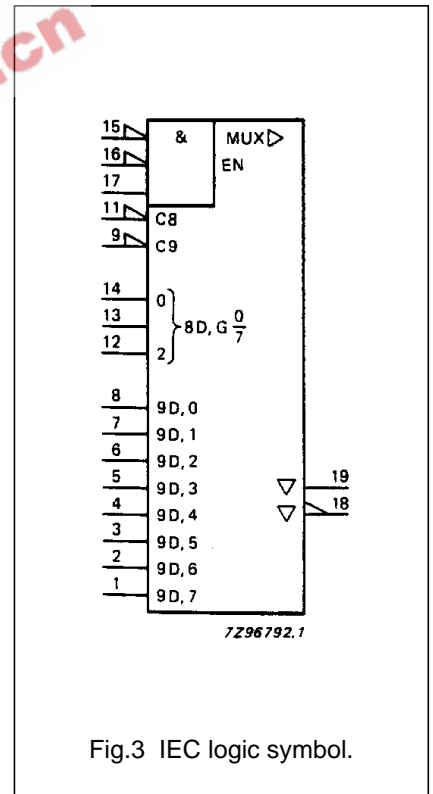 cn
15 & MUX▷
16 EN
17
11 C8
9 C9
14 0
13 8D, G 0/7
12 2
8 9D, 0
7 9D, 1
6 9D, 2
5 9D, 3 ▽ 19
4 9D, 4 ▽ 18
3 9D, 5
2 9D, 6
1 9D, 7
7Z96792.1
Fig.3 IEC logic symbol.